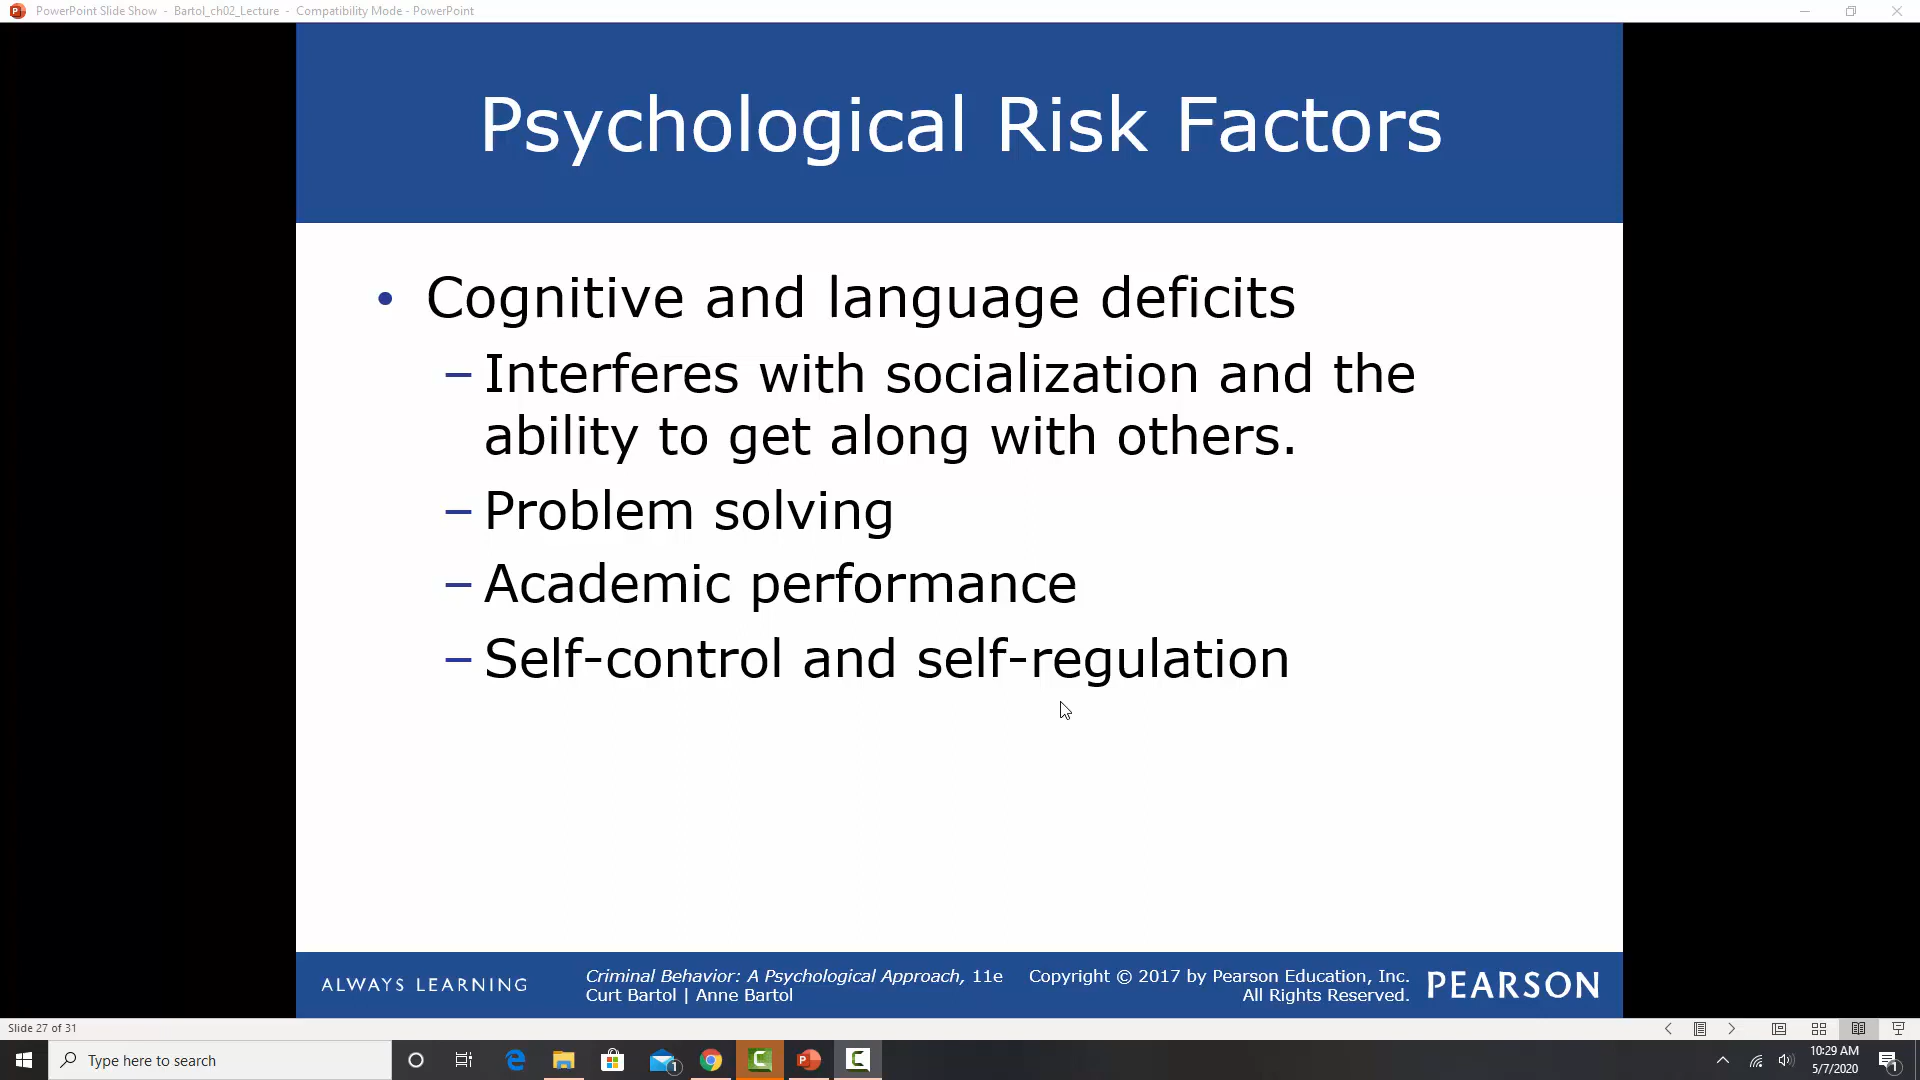 PowerPoint Slide Show - Bartol_ch02_Lecture - Compatibility Mode - PowerPoint
Psychological Risk Factors
• Cognitive and language deficits
– Interferes with socialization and the
ability to get along with others.
– Problem solving
– Academic performance
– Self-control and self-regulation
ALWAYS LEARNING
Criminal Behavior: A Psychological Approach, 11e
Curt Bartol | Anne Bartol
Copyright © 2017 by Pearson Education, Inc.
All Rights Reserved.
PEARSON
Slide 27 of 31
Type here to search
1
10:29 AM
5/7/2020
1